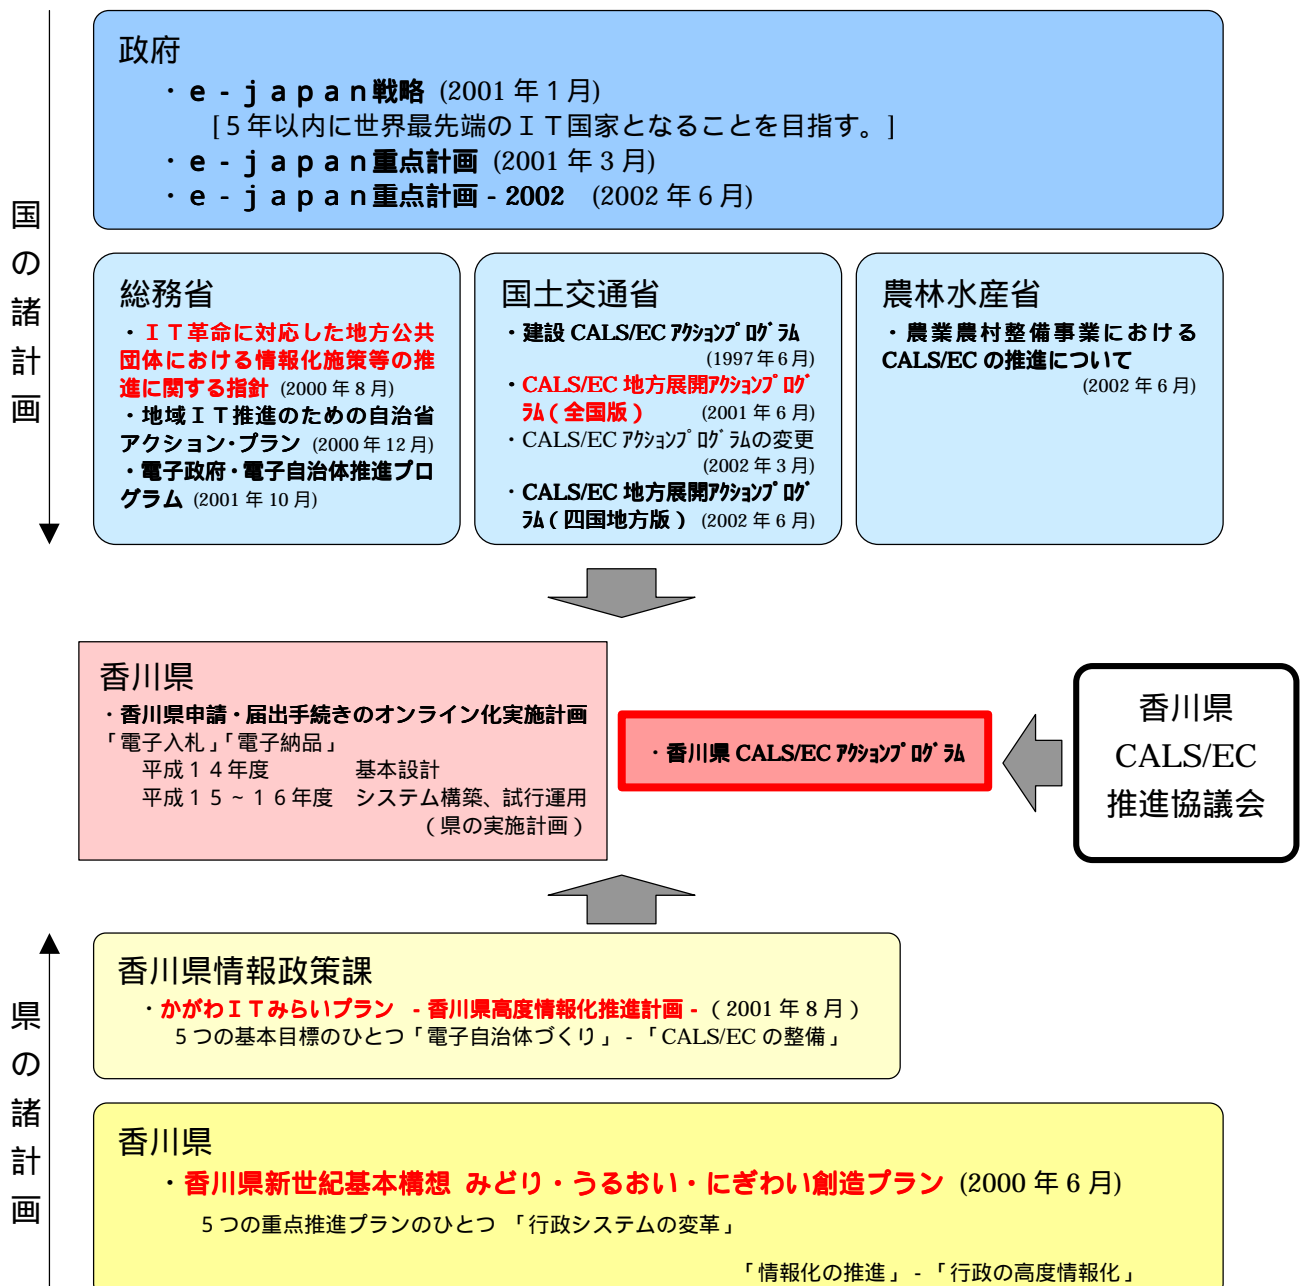 国の諸計画
政府
・ｅ-ｊａｐａｎ戦略 (2001 年 1 月)
[５年以内に世界最先端のＩＴ国家となることを目指す。]
・ｅ-ｊａｐａｎ重点計画 (2001 年 3 月)
・ｅ-ｊａｐａｎ重点計画 - 2002 (2002 年 6 月)
総務省
・ＩＴ革命に対応した地方公共
団体における情報化施策等の推
進に関する指針 (2000 年 8 月)
・地域ＩＴ推進のための自治省
アクション・プラン (2000 年 12 月)
・電子政府・電子自治体推進プロ
グラム (2001 年 10 月)
国土交通省
・建設 CALS/EC ｱｸｼｮﾝﾌﾟﾛｸﾞﾗﾑ
(1997 年 6 月)
・CALS/EC 地方展開ｱｸｼｮﾝﾌﾟﾛｸﾞ
ﾗﾑ（全国版） (2001 年 6 月)
・CALS/EC ｱｸｼｮﾝﾌﾟﾛｸﾞﾗﾑの変更
(2002 年 3 月)
・CALS/EC 地方展開ｱｸｼｮﾝﾌﾟﾛｸﾞ
ﾗﾑ（四国地方版） (2002 年 6 月)
農林水産省
・農業農村整備事業における
CALS/EC の推進について
(2002 年 6 月)
香川県
・香川県申請・届出手続きのオンライン化実施計画
「電子入札」「電子納品」
平成１４年度 基本設計
平成１５~１６年度 システム構築、試行運用
（県の実施計画）
・香川県 CALS/EC ｱｸｼｮﾝﾌﾟﾛｸﾞﾗﾑ
香川県
CALS/EC
推進協議会
県の諸計画
香川県情報政策課
・かがわＩＴみらいプラン - 香川県高度情報化推進計画 -（2001 年 8 月）
５つの基本目標のひとつ「電子自治体づくり」-「CALS/EC の整備」
香川県
・香川県新世紀基本構想 みどり・うるおい・にぎわい創造プラン (2000 年 6 月)
５つの重点推進プランのひとつ 「行政システムの変革」
「情報化の推進」-「行政の高度情報化」